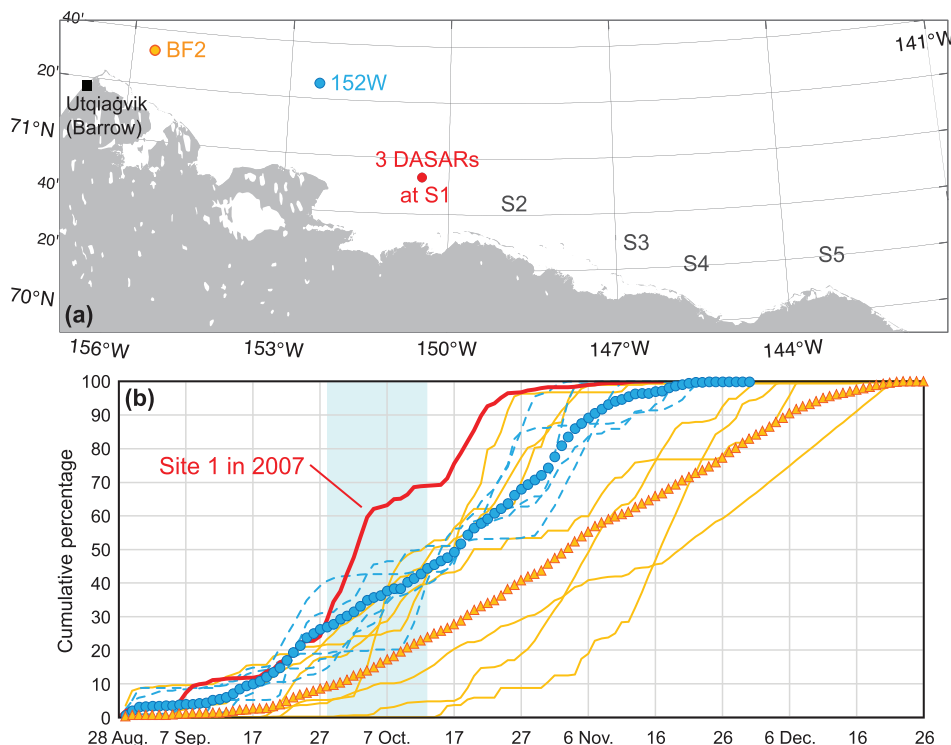 40'
BF2
141°W
20'
152W
Utqiaġvik
(Barrow)
71°N
3 DASARs
at S1
40'
S2
S3
20'
S4
S5
70°N
(a)
156°W
153°W
150°W
147°W
144°W
100
(b)
90
80
Site 1 in 2007
70
60
50
40
30
20
10
0
Cumulative percentage
28 Aug.
7 Sep.
17
27
7 Oct.
17
27
6 Nov.
16
26
6 Dec.
16
26